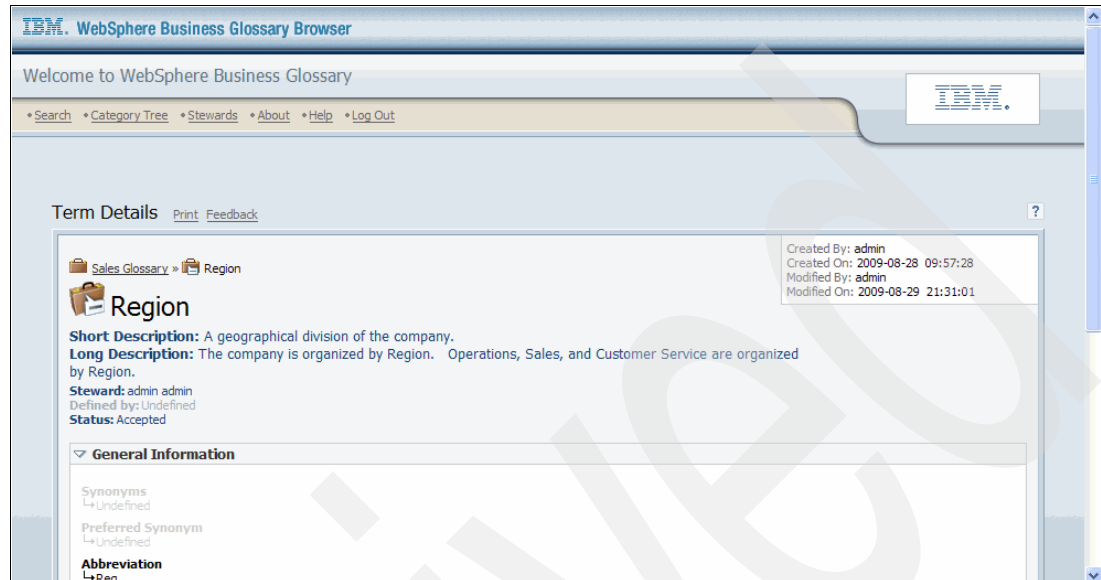 IBM. WebSphere Business Glossary Browser
Welcome to WebSphere Business Glossary
IBM.
Search Category Tree Stewards About Help Log Out
Term Details Print Feedback ?
Created By: admin
Created On: 2009-08-28 09:57:28
Modified By: admin
Modified On: 2009-08-29 21:31:01
Sales Glossary » Region
Region
Short Description: A geographical division of the company.
Long Description: The company is organized by Region. Operations, Sales, and Customer Service are organized
by Region.
Steward: admin admin
Defined by: Undefined
Status: Accepted
General Information
Synonyms
Undefined
Preferred Synonym
Undefined
Abbreviation
Reg